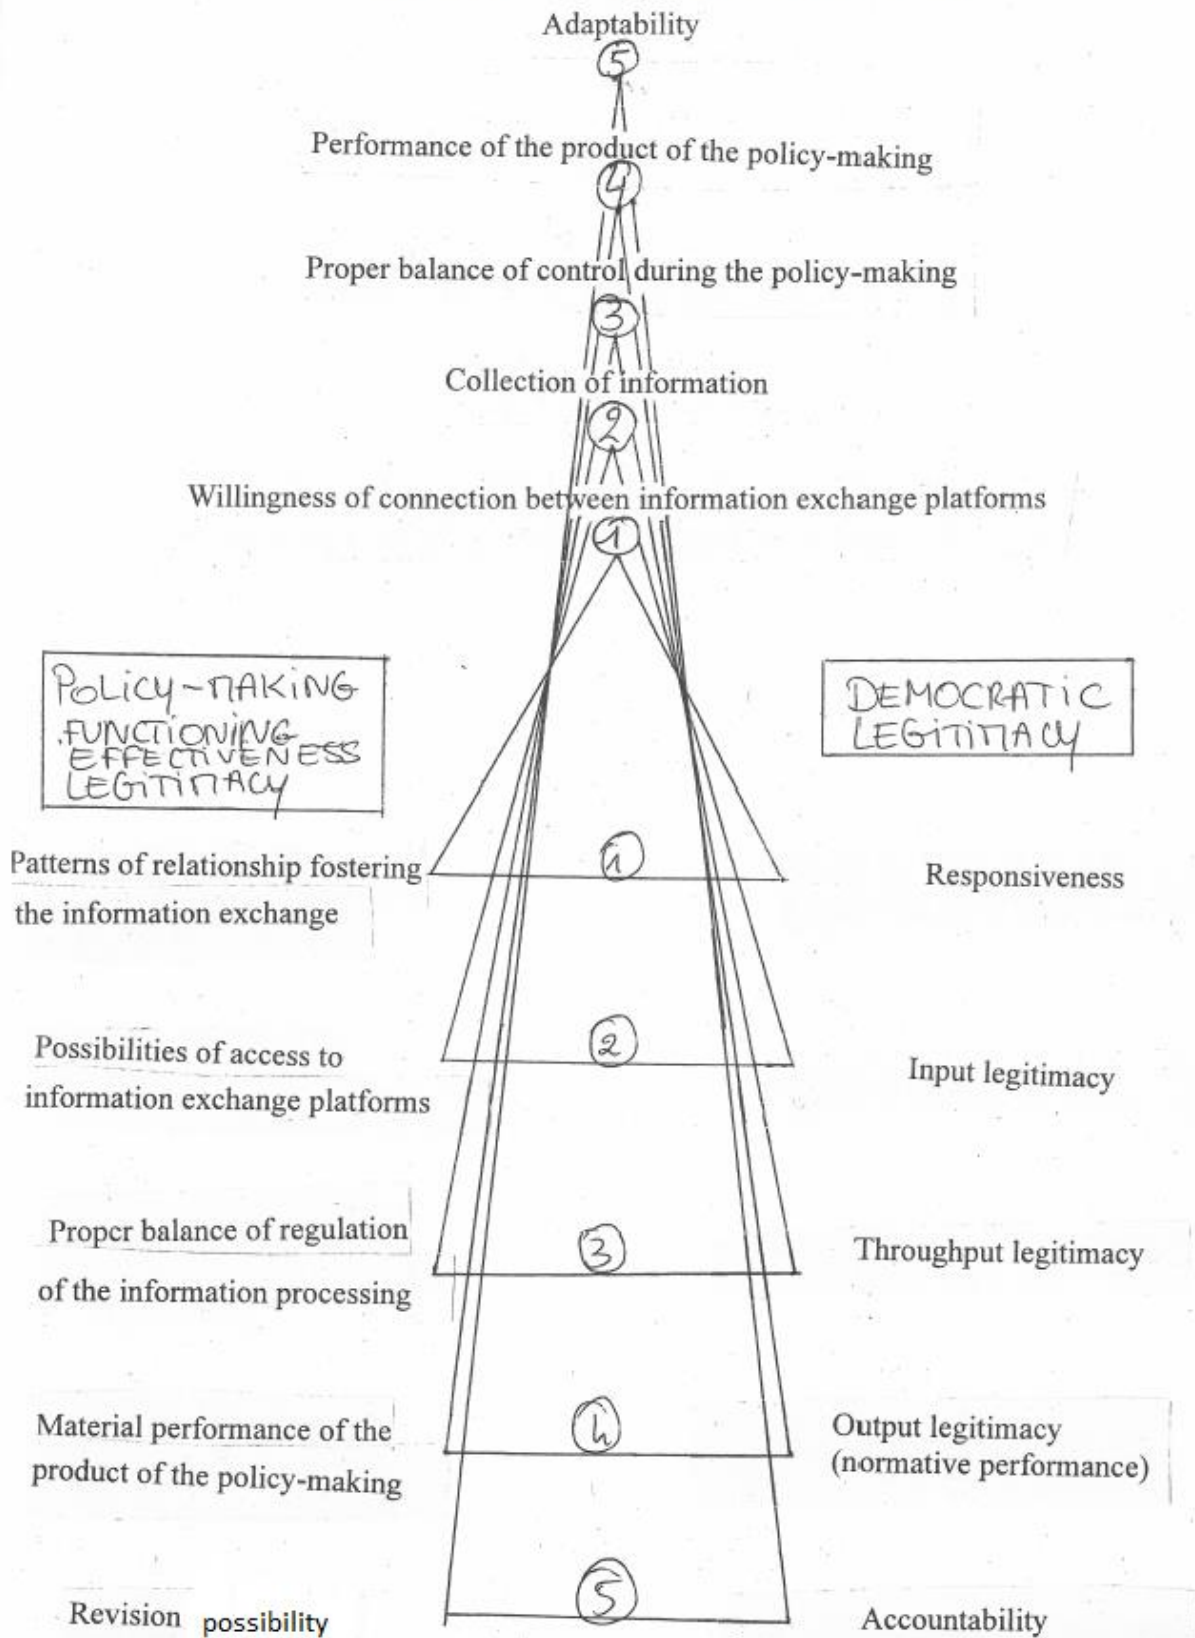 Adaptability
5
Performance of the product of the policy-making
4
Proper balance of control during the policy-making
3
Collection of information
2
Willingness of connection between information exchange platforms
1
POLICY-MAKING
FUNCTIONING
EFFECTIVENESS
LEGITIMACY
DEMOCRATIC
LEGITIMACY
1
Patterns of relationship fostering
the information exchange
Responsiveness
2
Possibilities of access to
information exchange platforms
Input legitimacy
3
Proper balance of regulation
of the information processing
Throughput legitimacy
4
Material performance of the
product of the policy-making
Output legitimacy
(normative performance)
5
Revision possibility
Accountability